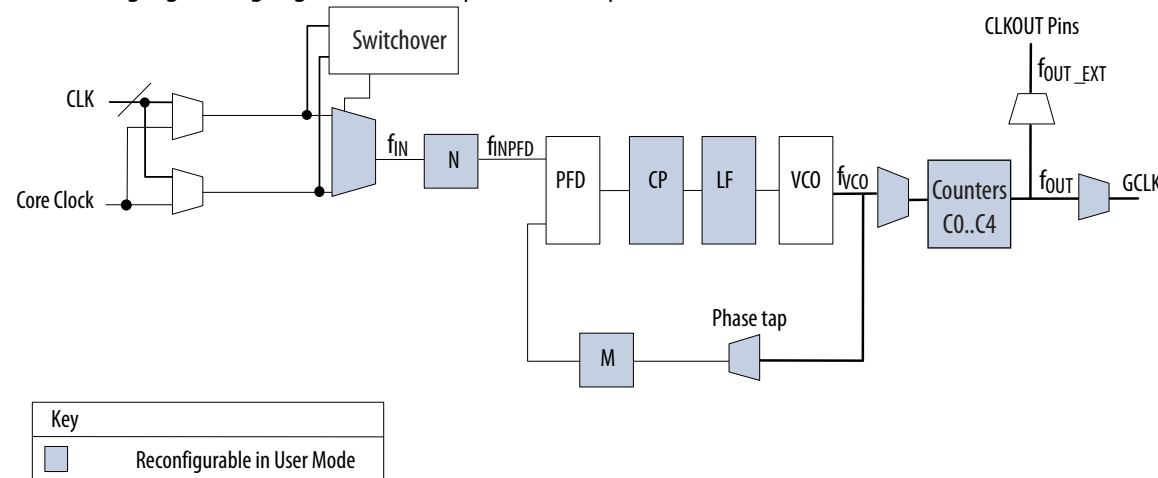 Switchover
CLKOUT Pins
fOUT_EXT
CLK
fIN
N
fINPFD
PFD
CP
LF
VCO
fVCO
Counters
C0..C4
fOUT
GCLK
Core Clock
Phase tap
M
Key
Reconfigurable in User Mode